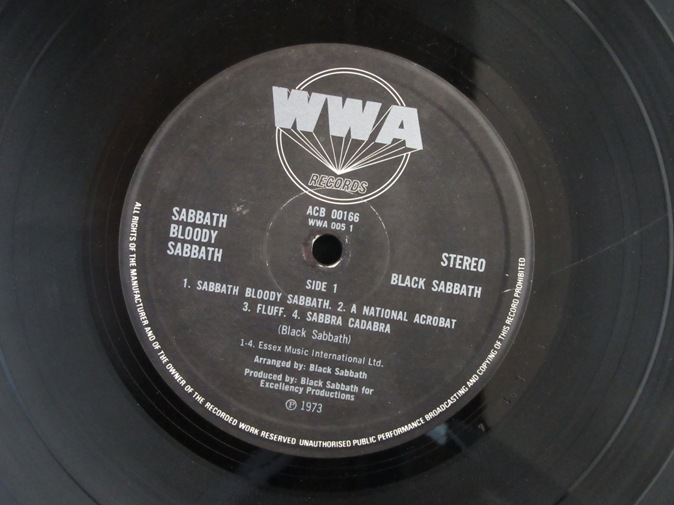 WWA
RECORDS
ACB 00166
WWA 005 1
SABBATH
BLOODY
SABBATH
STEREO
BLACK SABBATH
SIDE 1
1. SABBATH BLOODY SABBATH. 2. A NATIONAL ACROBAT
3. FLUFF. 4. SABBRA CADABRA
(Black Sabbath)
1-4. Essex Music International Ltd.
Arranged by: Black Sabbath
Produced by: Black Sabbath for
Excellency Productions
℗ 1973
ALL RIGHTS OF THE MANUFACTURER AND OF THE OWNER OF THE RECORDED WORK RESERVED UNAUTHORISED PUBLIC PERFORMANCE BROADCASTING AND COPYING OF THIS RECORD PROHIBITED